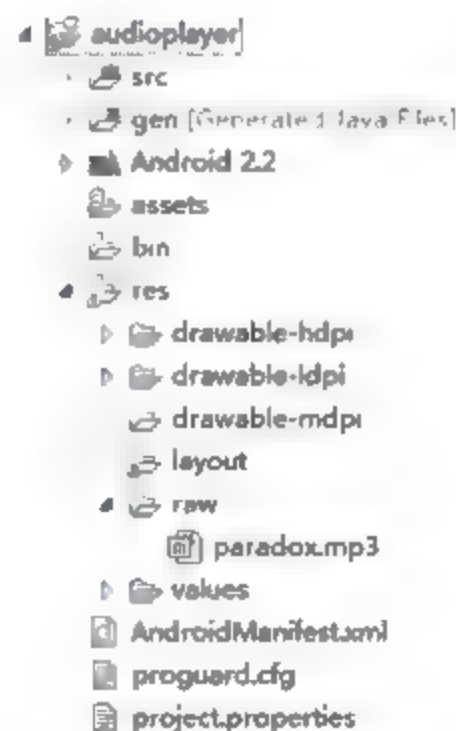 audioplayer
src
gen [Generated Java Files]
Android 2.2
assets
bin
res
drawable-hdpi
drawable-ldpi
drawable-mdpi
layout
raw
paradox.mp3
values
AndroidManifest.xml
proguard.cfg
project.properties